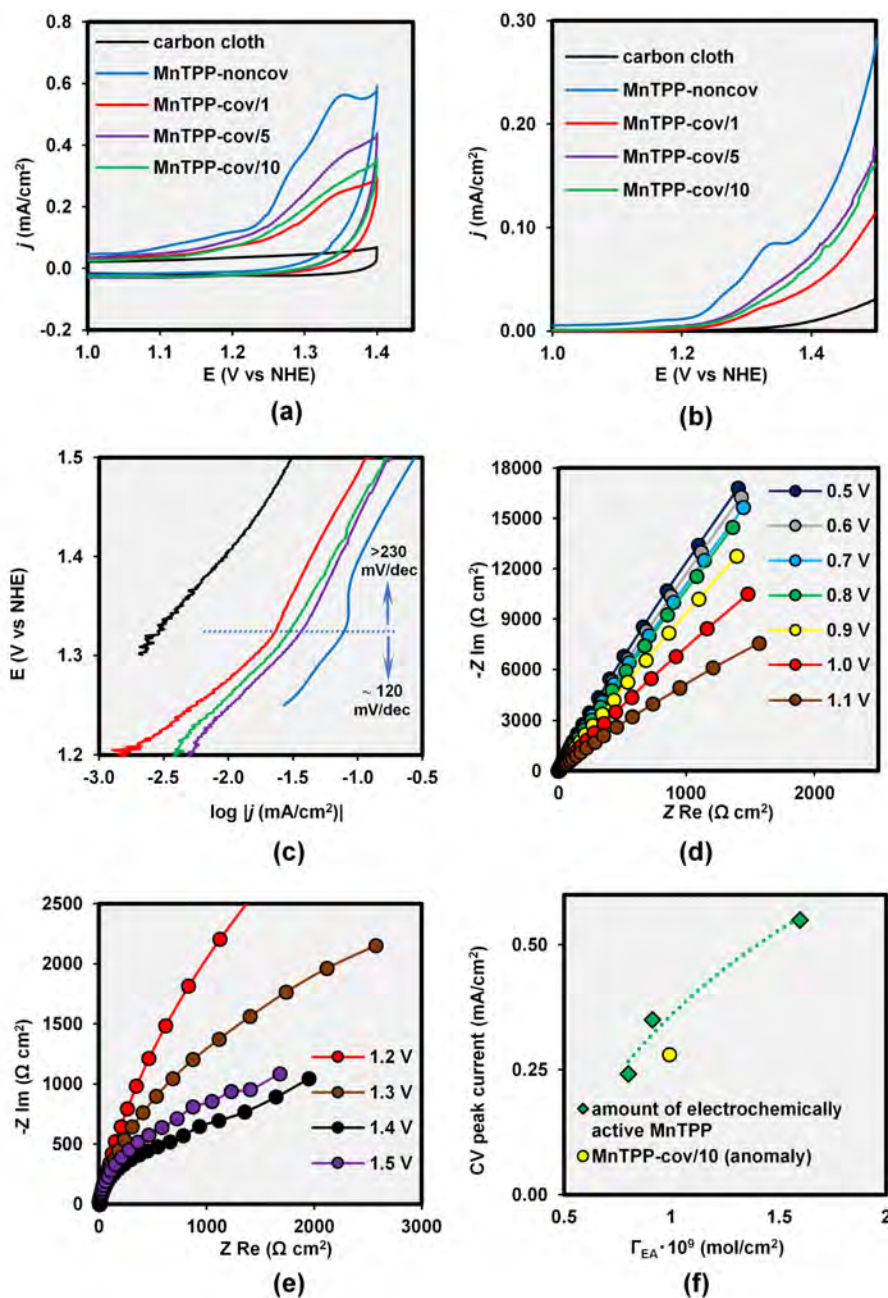 0.8
0.6
0.4
0.2
0.0
-0.2
j (mA/cm²)
carbon cloth
MnTPP-noncov
MnTPP-cov/1
MnTPP-cov/5
MnTPP-cov/10
1.0 1.1 1.2 1.3 1.4
E (V vs NHE)
(a)
0.30
0.20
0.10
0.00
j (mA/cm²)
carbon cloth
MnTPP-noncov
MnTPP-cov/1
MnTPP-cov/5
MnTPP-cov/10
1.0 1.2 1.4
E (V vs NHE)
(b)
1.5
1.4
1.3
1.2
E (V vs NHE)
>230
mV/dec
~ 120
mV/dec
-3.0 -2.5 -2.0 -1.5 -1.0 -0.5
log |j (mA/cm²)|
(c)
18000
15000
12000
9000
6000
3000
0
-Z Im (Ω cm²)
0.5 V
0.6 V
0.7 V
0.8 V
0.9 V
1.0 V
1.1 V
0 1000 2000
Z Re (Ω cm²)
(d)
2500
2000
1500
1000
500
0
-Z Im (Ω cm²)
1.2 V
1.3 V
1.4 V
1.5 V
0 1000 2000 3000
Z Re (Ω cm²)
(e)
0.50
0.25
0.00
CV peak current (mA/cm²)
amount of electrochemically
active MnTPP
MnTPP-cov/10 (anomaly)
0.5 1 1.5 2
Γ_EA·10⁹ (mol/cm²)
(f)